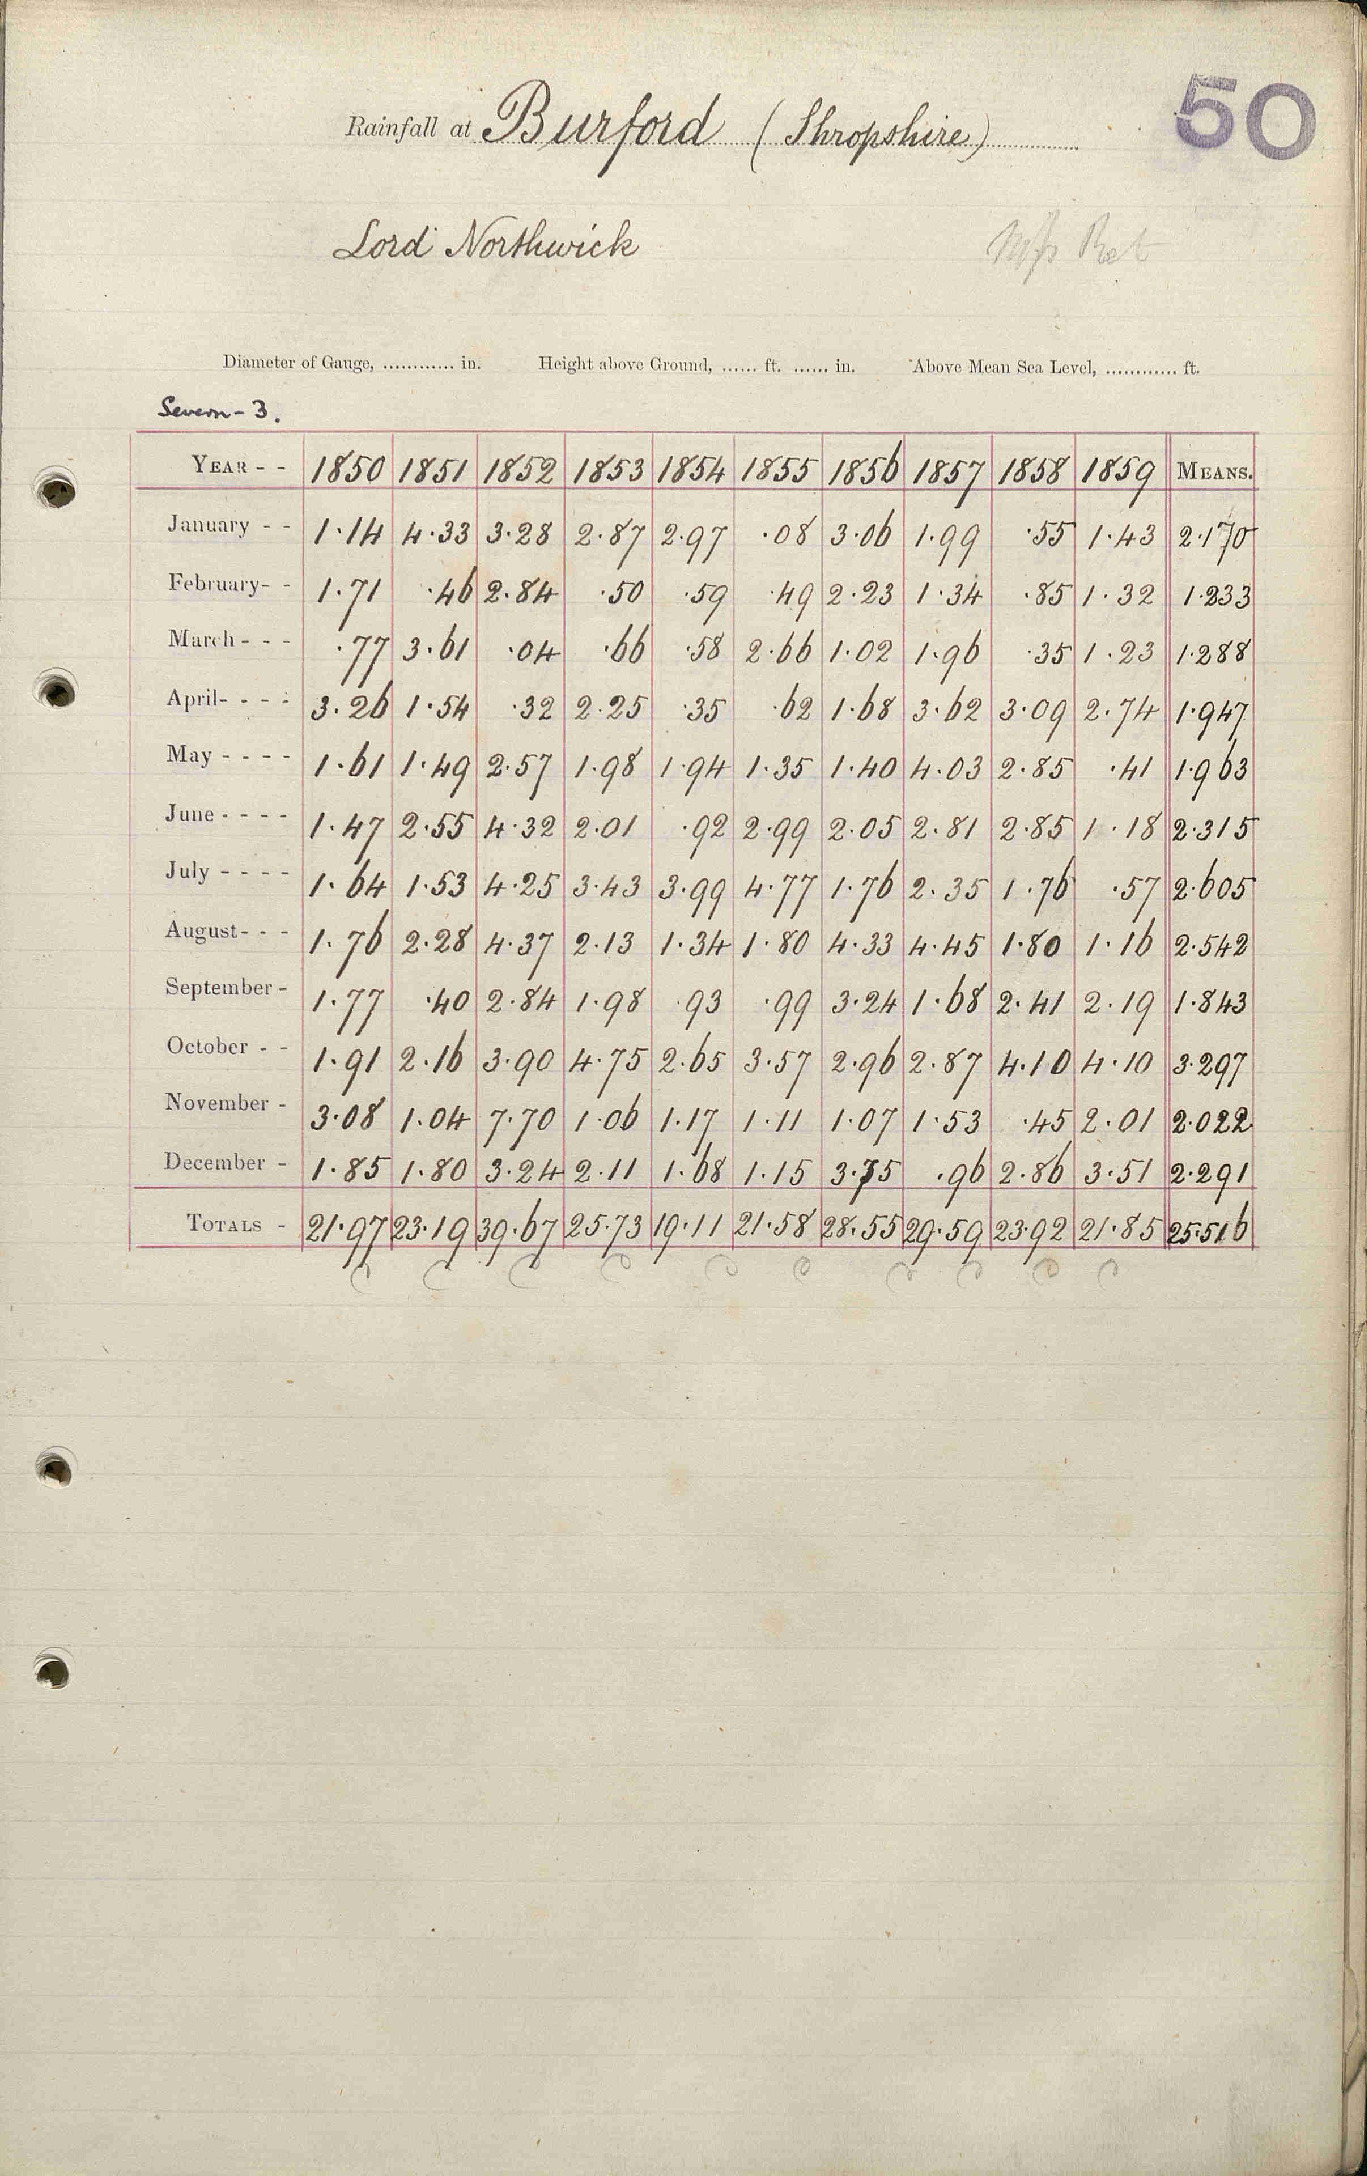 50
Rainfall at Burford (Shropshire)
Lord Northwick
Diameter of Gauge, ............ in. Height above Ground, ...... ft. ...... in. Above Mean Sea Level, ............ ft.
Severn - 3.
YEAR - - 1850 1851 1852 1853 1854 1855 1856 1857 1858 1859 MEANS.
January - - 1.14 4.33 3.28 2.87 2.97 .08 3.06 1.99 .55 1.43 2.170
February - - 1.71 .46 2.84 .50 .59 .49 2.23 1.34 .85 1.32 1.233
March - - - .77 3.61 .04 .66 .58 2.66 1.02 1.96 .35 1.23 1.288
April - - - - 3.26 1.54 .32 2.25 .35 .62 1.68 3.62 3.09 2.74 1.947
May - - - - 1.61 1.49 2.57 1.98 1.94 1.35 1.40 4.03 2.85 .41 1.963
June - - - - 1.47 2.55 4.32 2.01 .92 2.99 2.05 2.81 2.85 1.18 2.315
July - - - - 1.64 1.53 4.25 3.43 3.99 4.77 1.76 2.35 1.76 .57 2.605
August - - - 1.76 2.28 4.37 2.13 1.34 1.80 4.33 4.45 1.80 1.16 2.542
September - 1.77 .40 2.84 1.98 .93 .99 3.24 1.68 2.41 2.19 1.843
October - - 1.91 2.16 3.90 4.75 2.65 3.57 2.96 2.87 4.10 4.10 3.297
November - 3.08 1.04 7.70 1.06 1.17 1.11 1.07 1.53 .45 2.01 2.022
December - 1.85 1.80 3.24 2.11 1.68 1.15 3.75 .96 2.86 3.51 2.291
TOTALS - 21.97 23.19 39.67 25.73 19.11 21.58 28.55 29.59 23.92 21.85 25.516